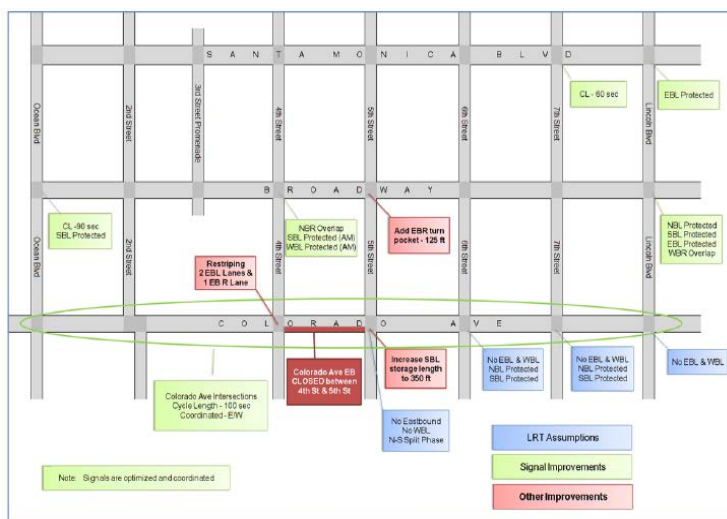 SANTA MONICA BLVD
CL - 60 sec
EBL Protected
Ocean Blvd
2nd Street
3rd Street Promenade
4th Street
5th Street
6th Street
7th Street
Lincoln Blvd
BROADWAY
CL -90 sec
SBL Protected
NBR Overlap
SBL Protected (AM)
WBL Protected (AM)
Add EBR turn
pocket - 125 ft
NBL Protected
SBL Protected
EBL Protected
WBR Overlap
Ocean Blvd
2nd Street
4th Street
5th Street
6th Street
7th Street
Lincoln Blvd
Restriping
2 EBL Lanes &
1 EB R Lane
COLORADO AVE
Colorado Ave EB
CLOSED between
4th St & 5th St
Increase SBL
storage length
to 350 ft
No EBL & WBL
NBL Protected
SBL Protected
No EBL & WBL
NBL Protected
SBL Protected
No EBL & WBL
Colorado Ave Intersections
Cycle Length - 100 sec
Coordinated - E/W
No Eastbound
No WBL
N-S Split Phase
LRT Assumptions
Signal Improvements
Other Improvements
Note: Signals are optimized and coordinated